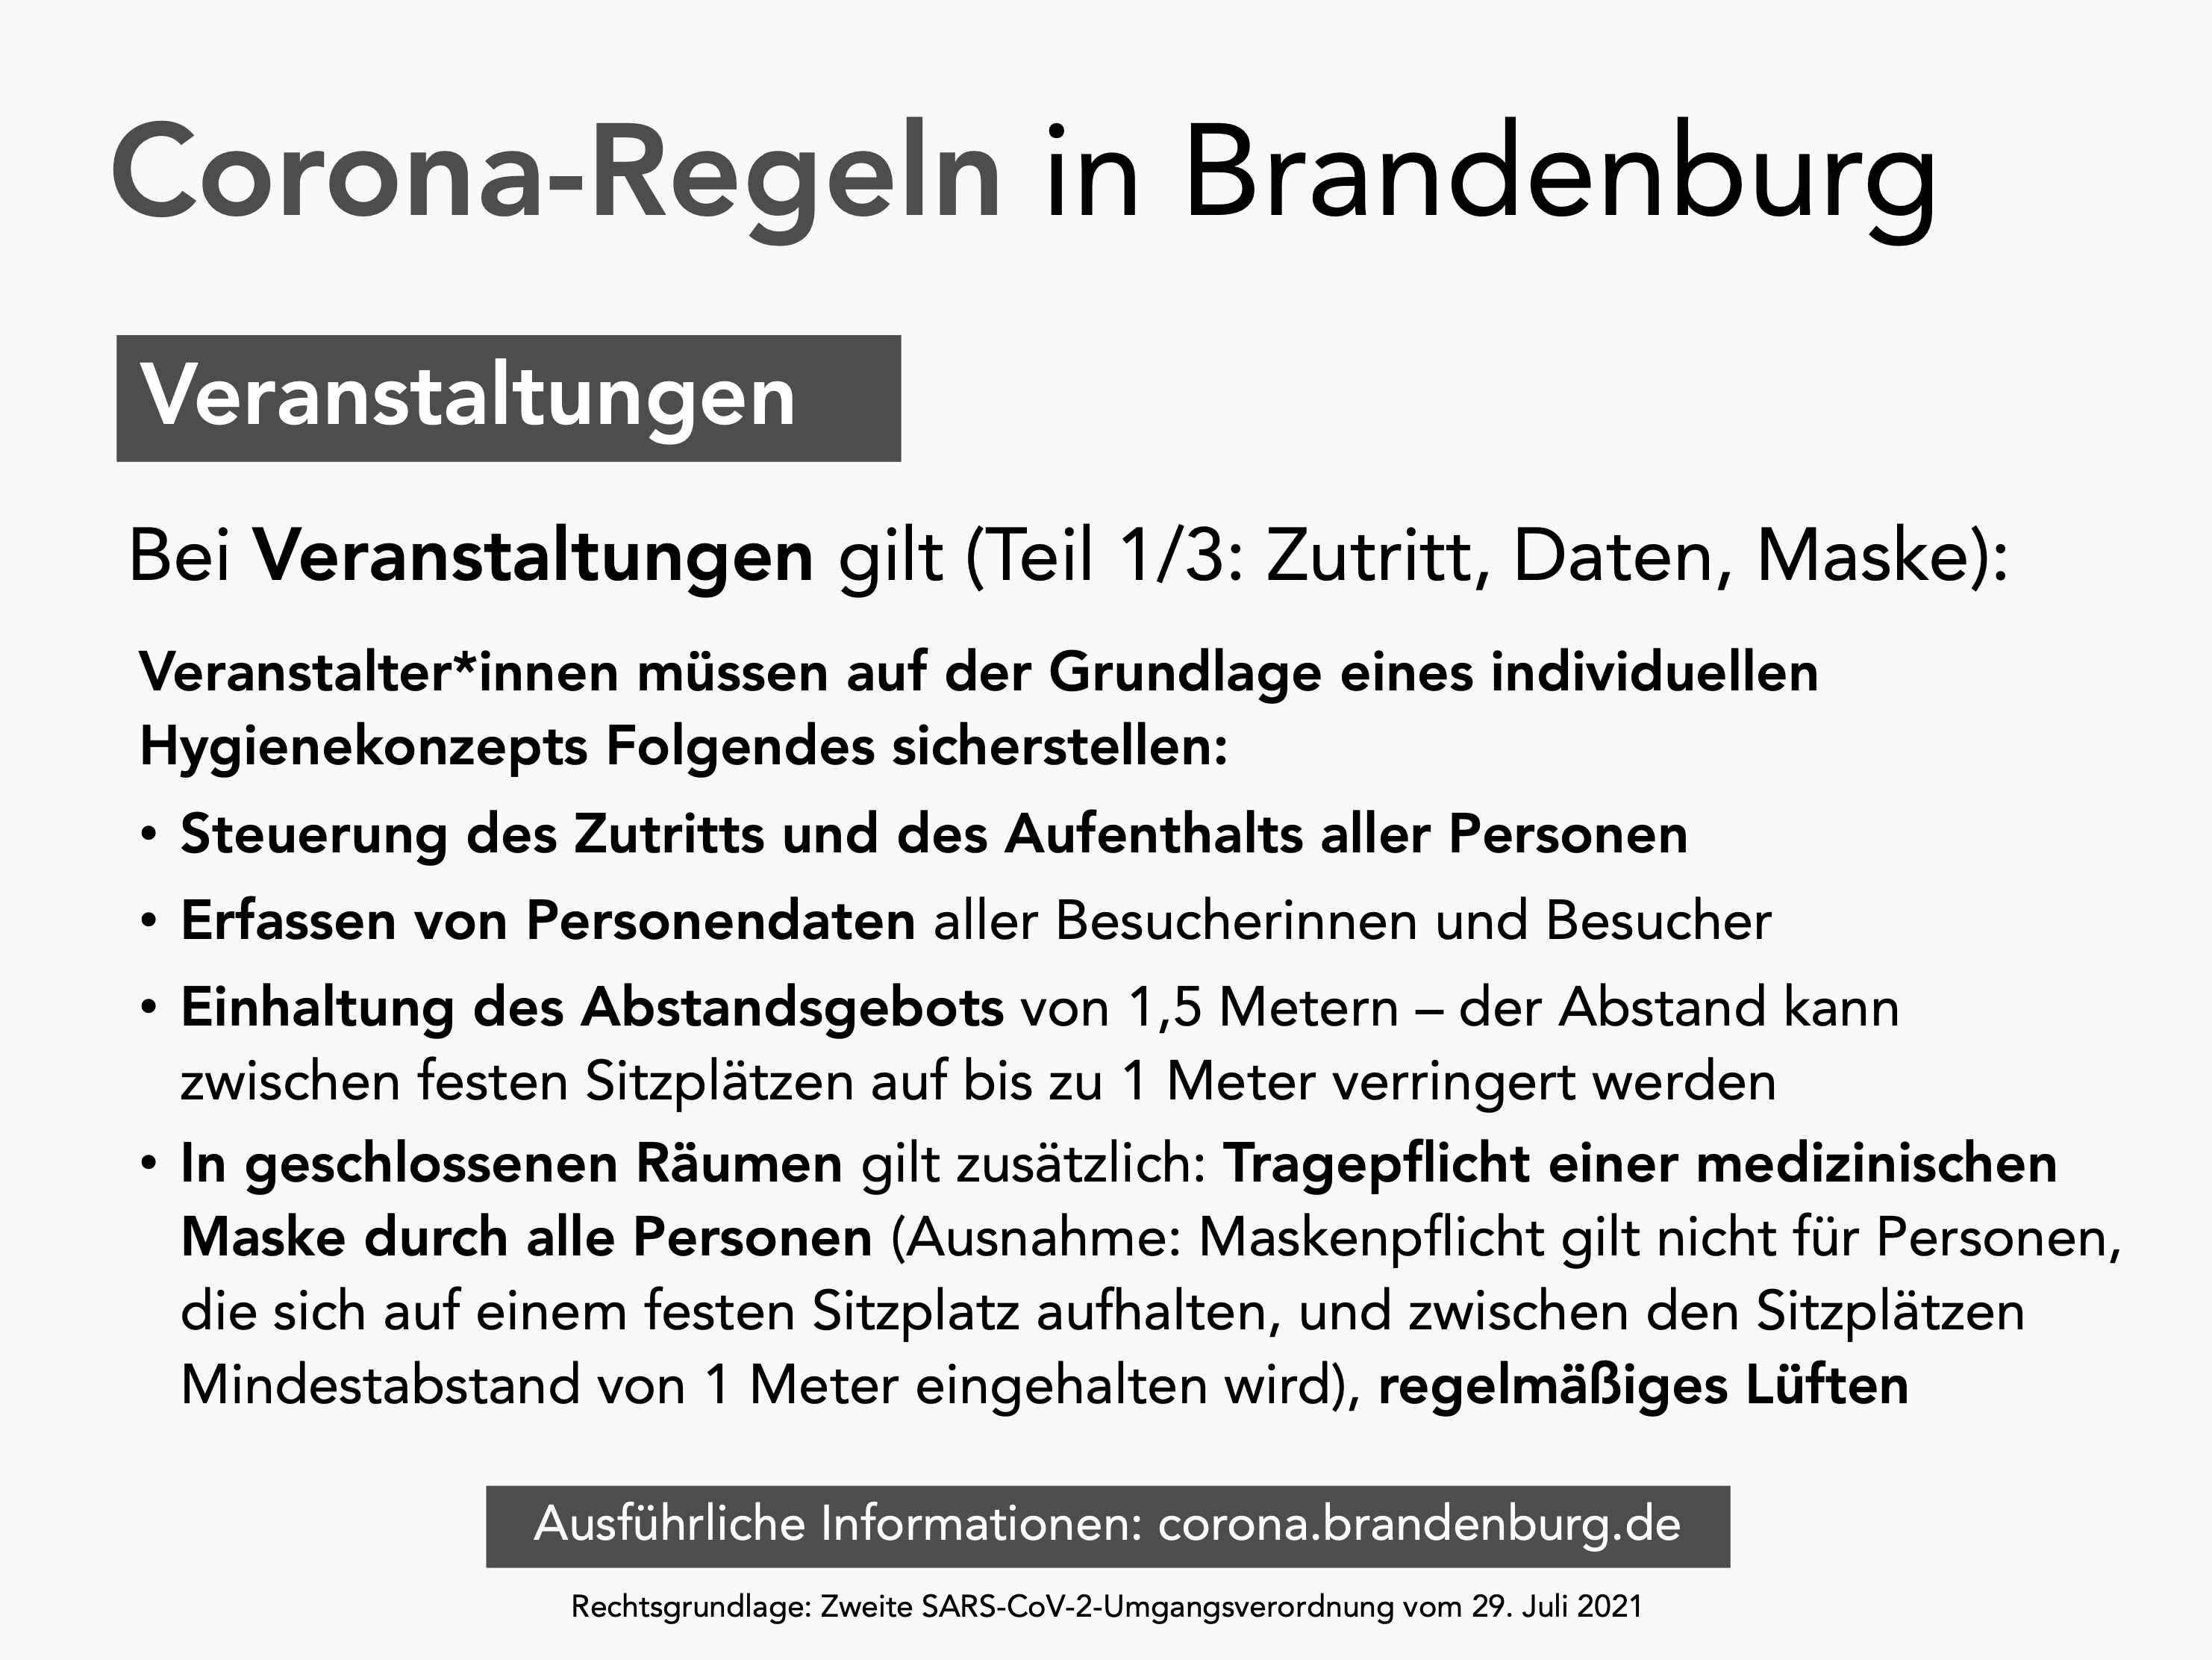 Corona-Regeln in Brandenburg
Veranstaltungen
Bei Veranstaltungen gilt (Teil 1/3: Zutritt, Daten, Maske):
Veranstalter*innen müssen auf der Grundlage eines individuellen
Hygienekonzepts Folgendes sicherstellen:
• Steuerung des Zutritts und des Aufenthalts aller Personen
• Erfassen von Personendaten aller Besucherinnen und Besucher
• Einhaltung des Abstandsgebots von 1,5 Metern – der Abstand kann
zwischen festen Sitzplätzen auf bis zu 1 Meter verringert werden
• In geschlossenen Räumen gilt zusätzlich: Tragepflicht einer medizinischen
Maske durch alle Personen (Ausnahme: Maskenpflicht gilt nicht für Personen,
die sich auf einem festen Sitzplatz aufhalten, und zwischen den Sitzplätzen
Mindestabstand von 1 Meter eingehalten wird), regelmäßiges Lüften
Ausführliche Informationen: corona.brandenburg.de
Rechtsgrundlage: Zweite SARS-CoV-2-Umgangsverordnung vom 29. Juli 2021